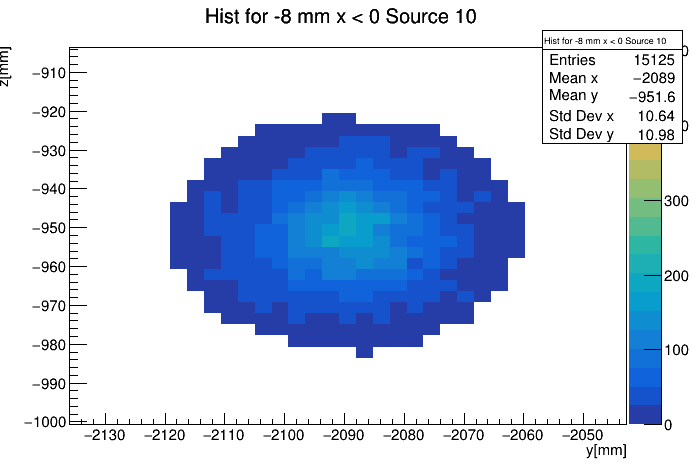 Hist for -8 mm x < 0 Source 10
z[mm]
Hist for -8 mm x < 0 Source 10
Entries 15125
Mean x −2089
Mean y −951.6
Std Dev x 10.64
Std Dev y 10.98
−910
−920
−930
−940
−950
−960
−970
−980
−990
−1000
−2130 −2120 −2110 −2100 −2090 −2080 −2070 −2060 −2050
y[mm]
300
200
100
0